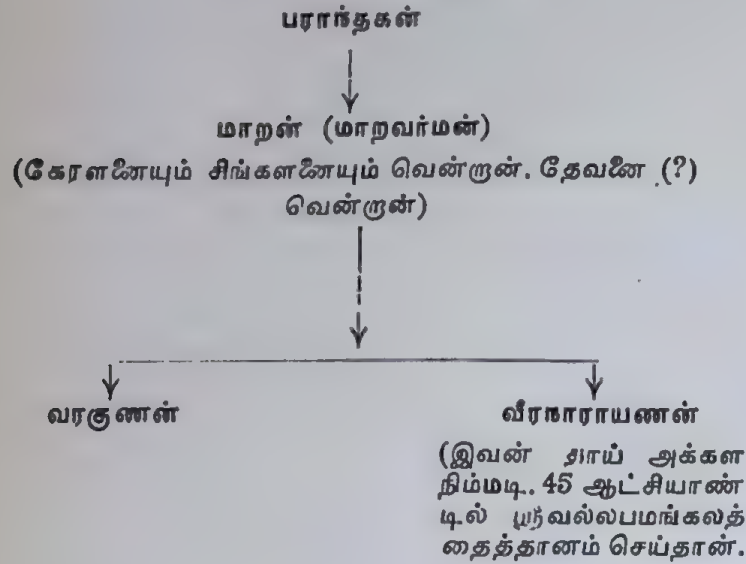 பராந்தகன்
மாறன் (மாறவர்மன்)
(கேரளனையும் சிங்களனையும் வென்றான். தேவனை (?)
வென்றான்)
வரகுணன்
வீரநாராயணன்
(இவன் தாய் அக்கள
நிம்மடி. 45 ஆட்சியாண்
டில் ஸ்ரீவல்லபமங்கலத்
தைத்தானம் செய்தான்.